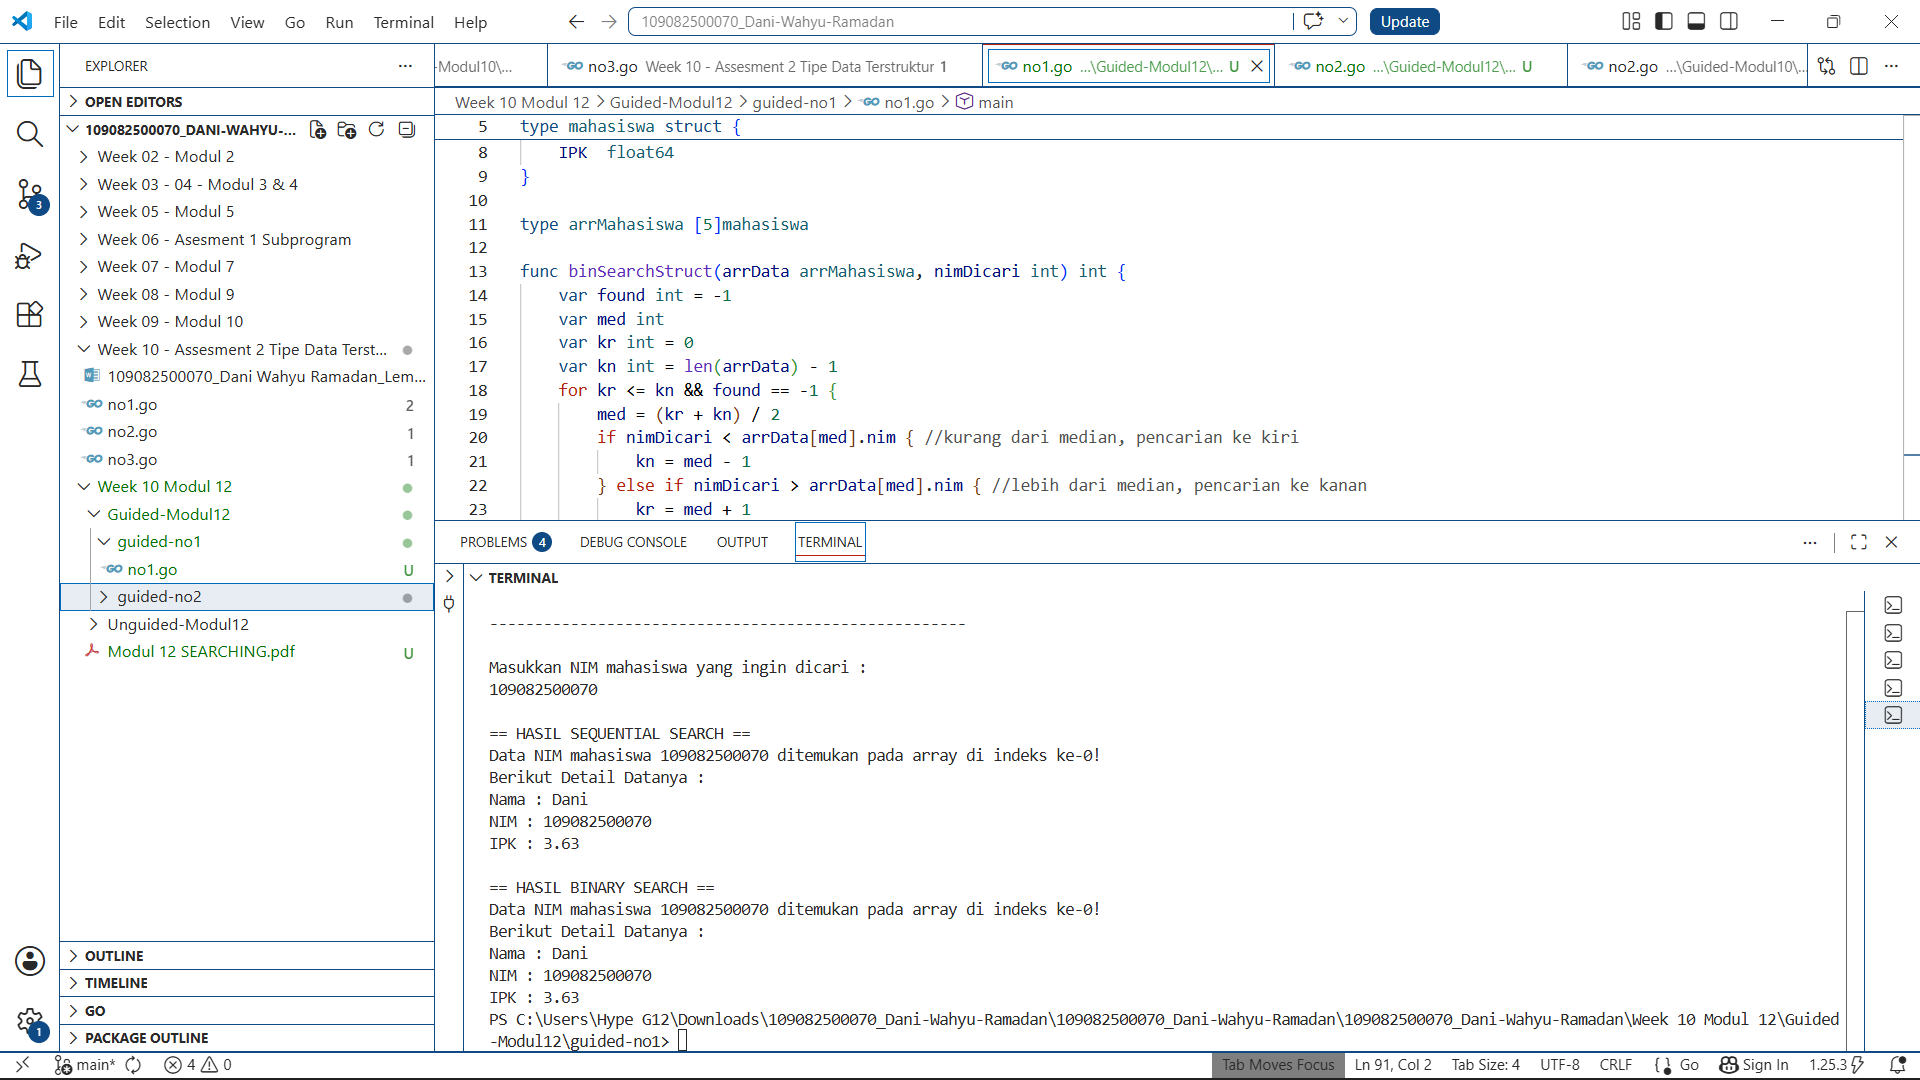 File Edit Selection View Go Run Terminal Help
109082500070_Dani-Wahyu-Ramadan
Update
EXPLORER
OPEN EDITORS
109082500070_DANI-WAHYU-...
Week 02 - Modul 2
Week 03 - 04 - Modul 3 & 4
Week 05 - Modul 5
Week 06 - Asesment 1 Subprogram
Week 07 - Modul 7
Week 08 - Modul 9
Week 09 - Modul 10
Week 10 - Assesment 2 Tipe Data Terst...
109082500070_Dani Wahyu Ramadan_Lem...
GO no1.go 2
GO no2.go 1
GO no3.go 1
Week 10 Modul 12
Guided-Modul12
guided-no1
GO no1.go U
guided-no2
Unguided-Modul12
Modul 12 SEARCHING.pdf U
OUTLINE
TIMELINE
GO
PACKAGE OUTLINE
3
1
-Modul10\...
GO no3.go Week 10 - Assesment 2 Tipe Data Terstruktur 1
GO no1.go ...\Guided-Modul12\... U
GO no2.go ...\Guided-Modul12\... U
GO no2.go ...\Guided-Modul10\...
Week 10 Modul 12 > Guided-Modul12 > guided-no1 > GO no1.go > main
5 type mahasiswa struct {
8 IPK float64
9 }
10
11 type arrMahasiswa [5]mahasiswa
12
13 func binSearchStruct(arrData arrMahasiswa, nimDicari int) int {
14 var found int = -1
15 var med int
16 var kr int = 0
17 var kn int = len(arrData) - 1
18 for kr <= kn && found == -1 {
19 med = (kr + kn) / 2
20 if nimDicari < arrData[med].nim { //kurang dari median, pencarian ke kiri
21 kn = med - 1
22 } else if nimDicari > arrData[med].nim { //lebih dari median, pencarian ke kanan
23 kr = med + 1
PROBLEMS 4 DEBUG CONSOLE OUTPUT TERMINAL
TERMINAL
-----------------------------------------------------
Masukkan NIM mahasiswa yang ingin dicari :
109082500070
== HASIL SEQUENTIAL SEARCH ==
Data NIM mahasiswa 109082500070 ditemukan pada array di indeks ke-0!
Berikut Detail Datanya :
Nama : Dani
NIM : 109082500070
IPK : 3.63
== HASIL BINARY SEARCH ==
Data NIM mahasiswa 109082500070 ditemukan pada array di indeks ke-0!
Berikut Detail Datanya :
Nama : Dani
NIM : 109082500070
IPK : 3.63
PS C:\Users\Hype G12\Downloads\109082500070_Dani-Wahyu-Ramadan\109082500070_Dani-Wahyu-Ramadan\109082500070_Dani-Wahyu-Ramadan\Week 10 Modul 12\Guided
-Modul12\guided-no1>
main* 4 0 Tab Moves Focus Ln 91, Col 2 Tab Size: 4 UTF-8 CRLF Go Sign In 1.25.3